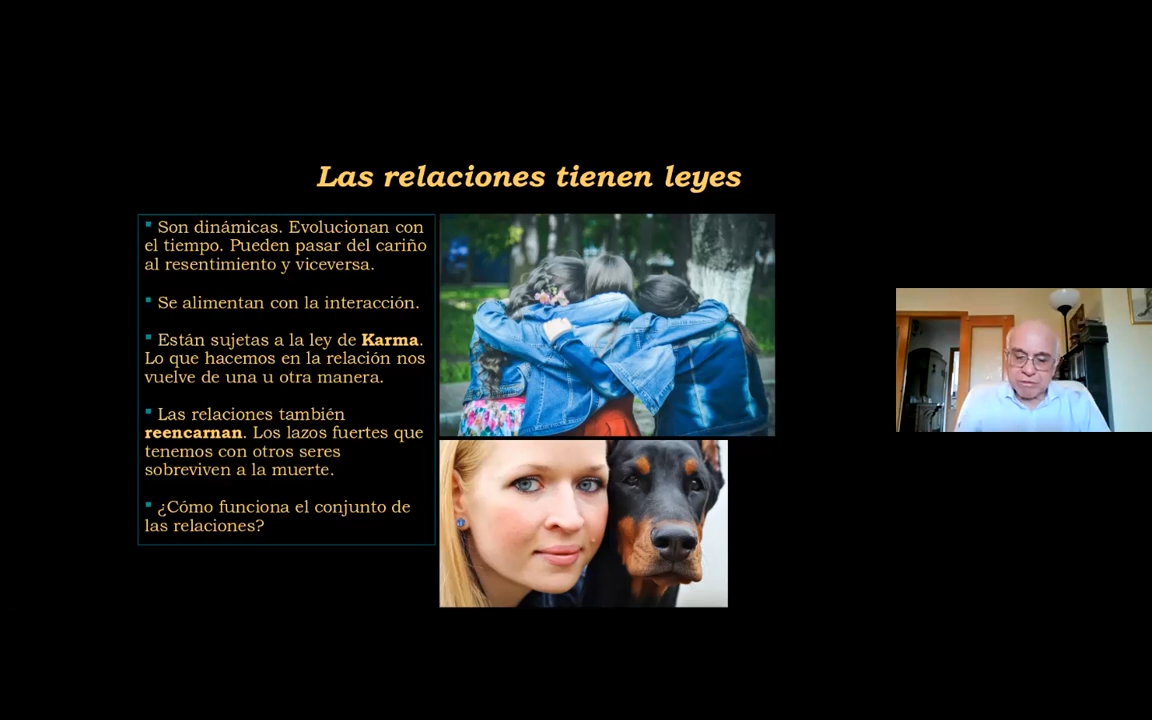 Las relaciones tienen leyes
▪ Son dinámicas. Evolucionan con
el tiempo. Pueden pasar del cariño
al resentimiento y viceversa.
▪ Se alimentan con la interacción.
▪ Están sujetas a la ley de Karma.
Lo que hacemos en la relación nos
vuelve de una u otra manera.
▪ Las relaciones también
reencarnan. Los lazos fuertes que
tenemos con otros seres
sobreviven a la muerte.
▪ ¿Cómo funciona el conjunto de
las relaciones?